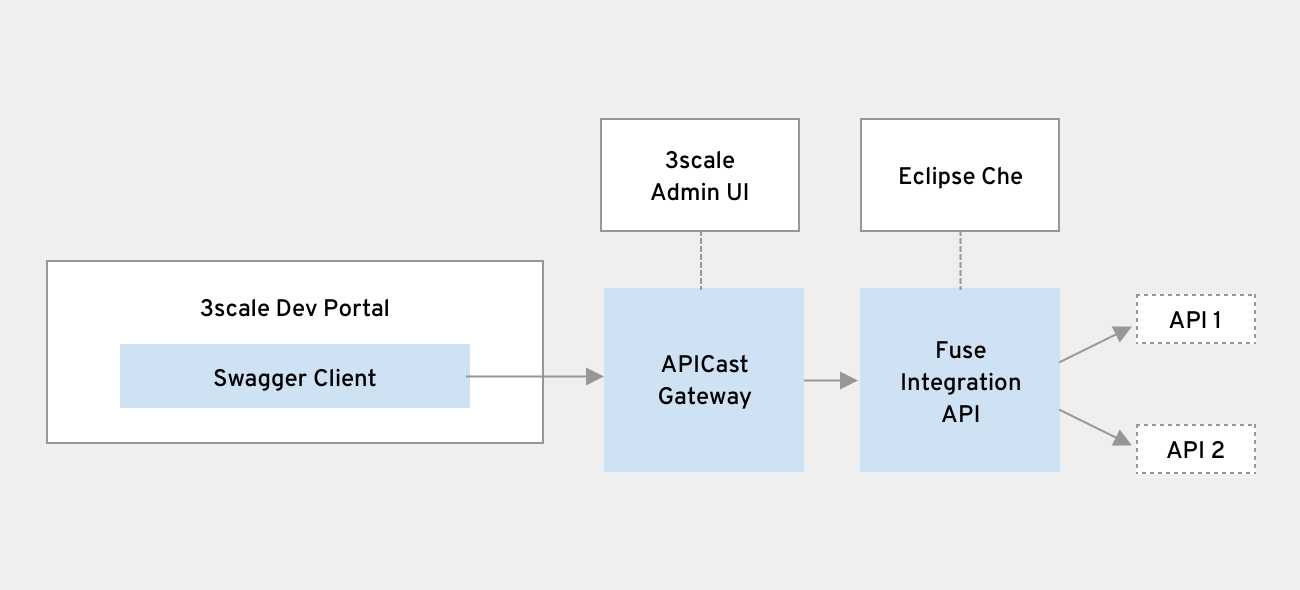 3scale
Admin UI
Eclipse Che
3scale Dev Portal
Swagger Client
APICast
Gateway
Fuse
Integration
API
API 1
API 2